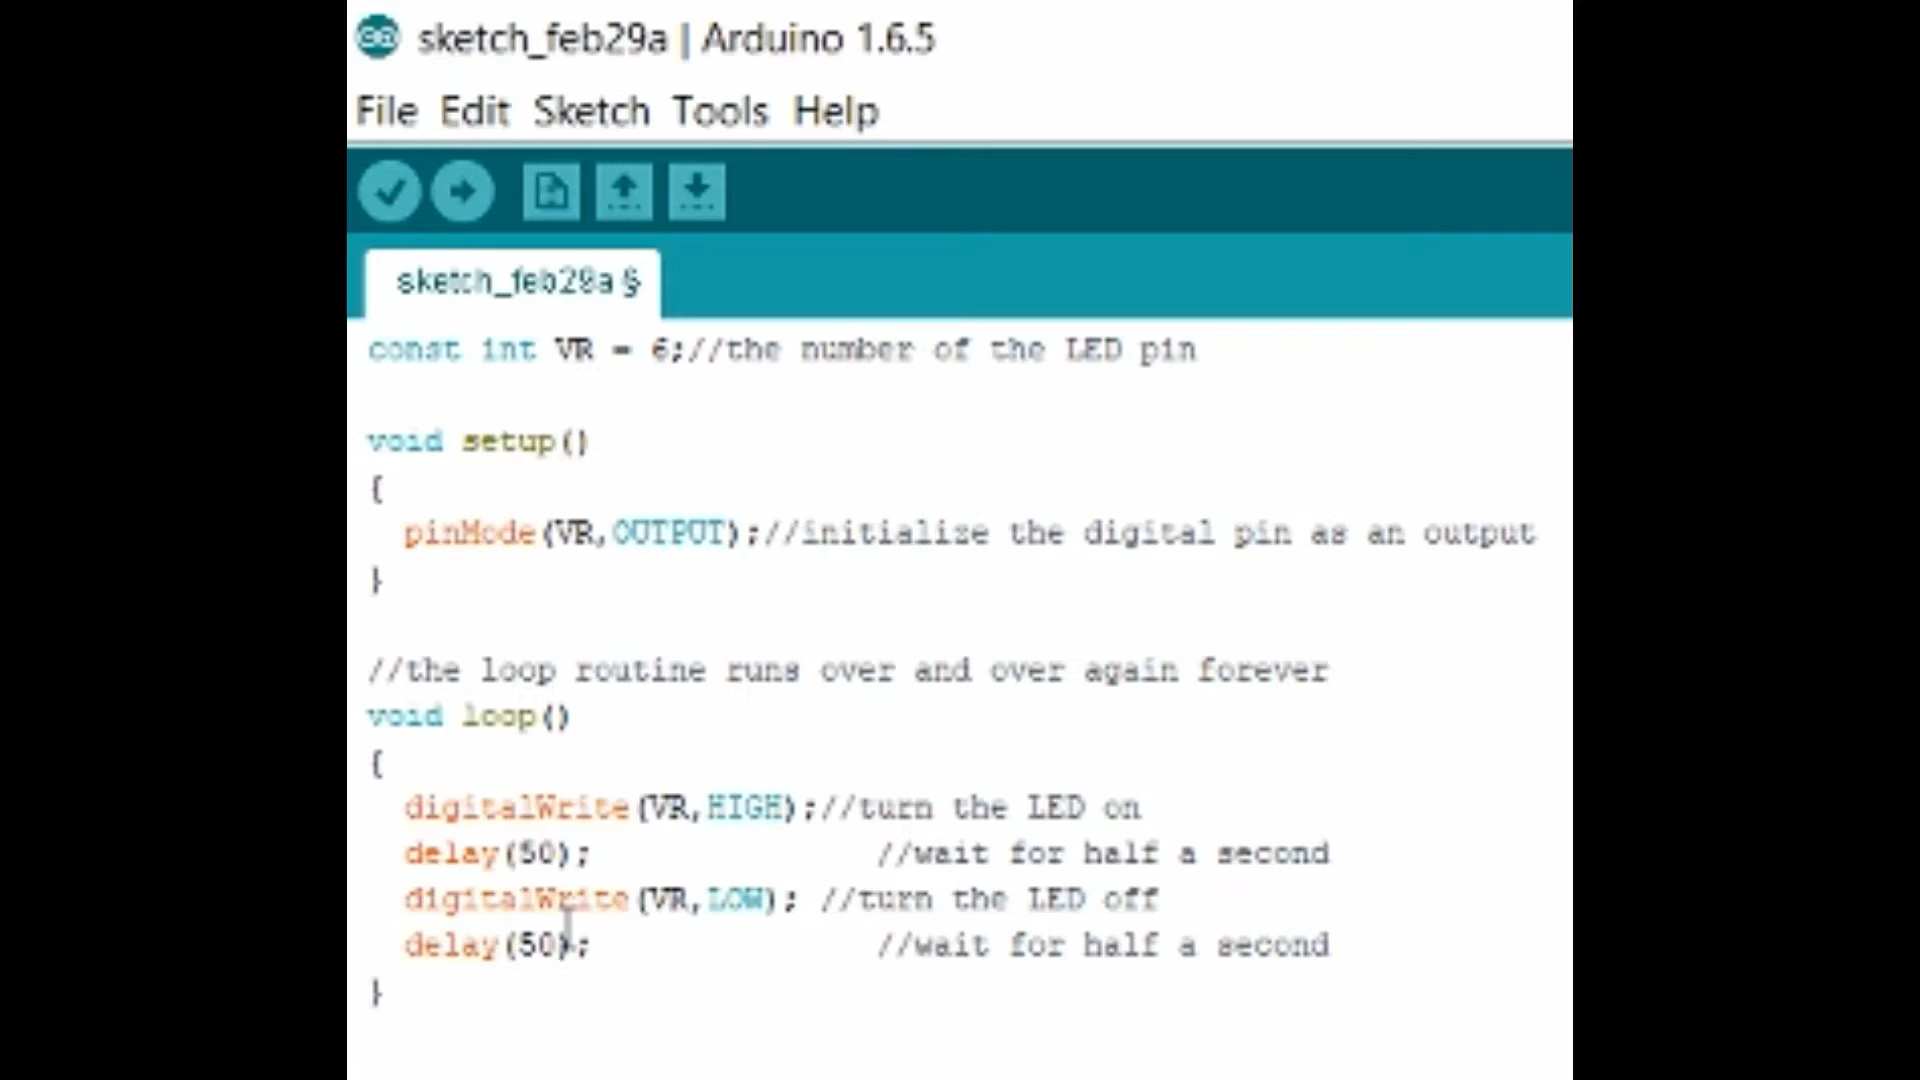 sketch_feb29a | Arduino 1.6.5
File Edit Sketch Tools Help
sketch_feb29a §
const int VR = 6;//the number of the LED pin
void setup()
{
  pinMode(VR,OUTPUT);//initialize the digital pin as an output
}
//the loop routine runs over and over again forever
void loop()
{
  digitalWrite(VR,HIGH);//turn the LED on
  delay(50);               //wait for half a second
  digitalWrite(VR,LOW); //turn the LED off
  delay(50);               //wait for half a second
}